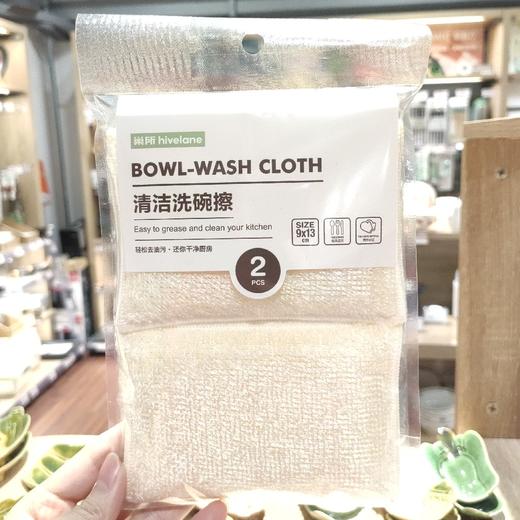 巢所 hivelane
BOWL-WASH CLOTH
清洁洗碗擦
Easy to grease and clean your kitchen
轻松去油污·还你干净厨房
SIZE
9x13
2
PCS